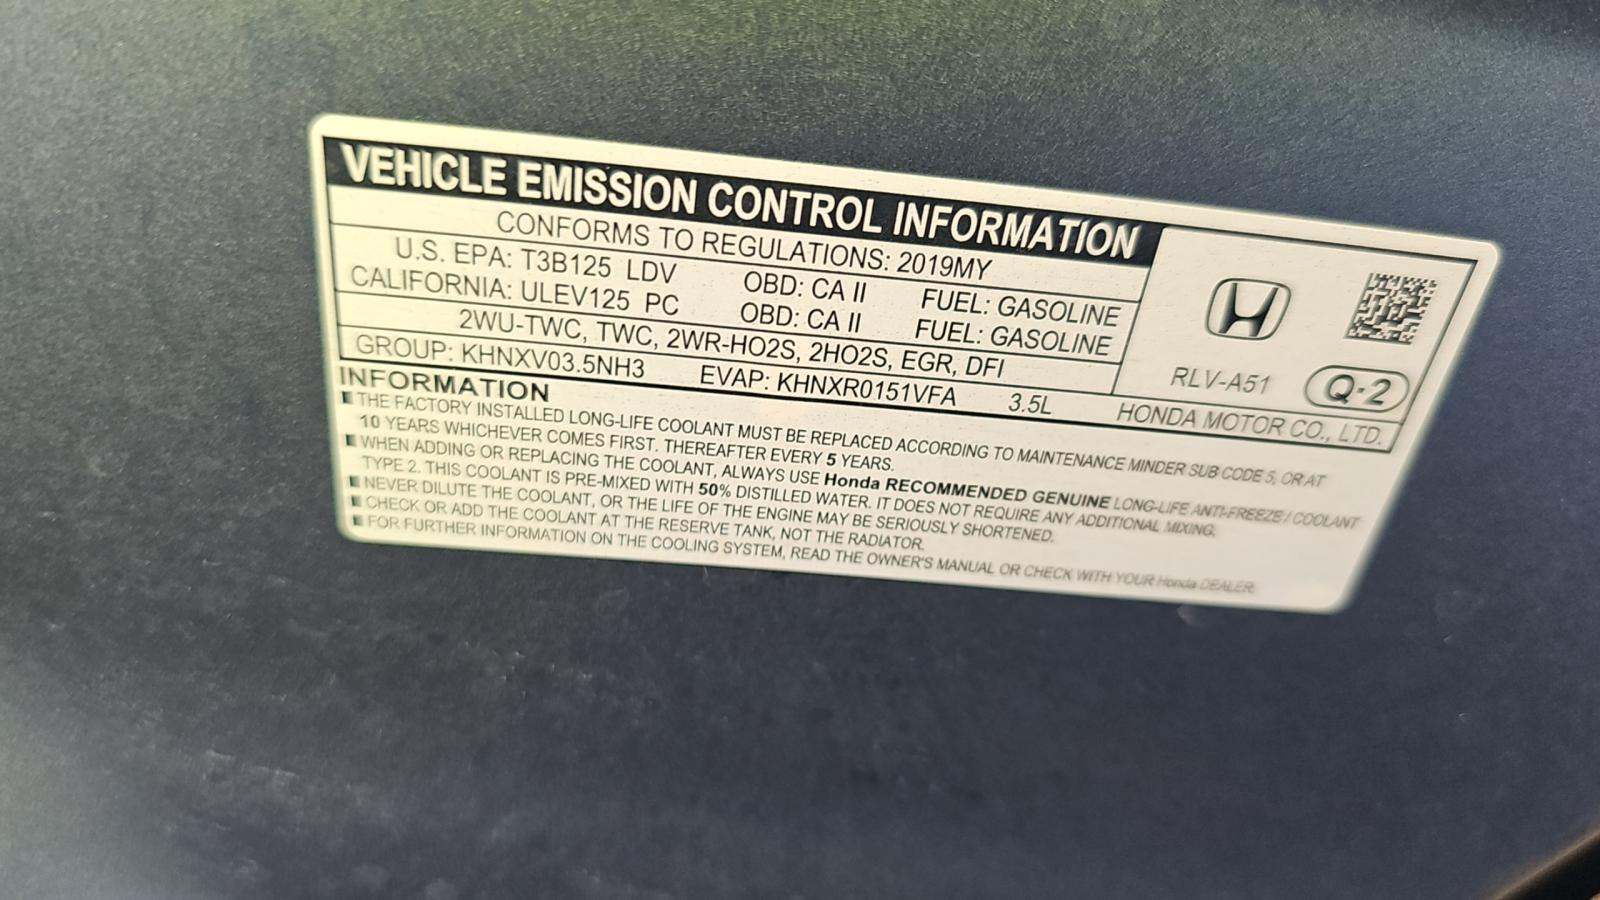 VEHICLE EMISSION CONTROL INFORMATION
CONFORMS TO REGULATIONS: 2019MY
U.S. EPA: T3B125 LDV OBD: CA II FUEL: GASOLINE
CALIFORNIA: ULEV125 PC OBD: CA II FUEL: GASOLINE
2WU-TWC, TWC, 2WR-HO2S, 2HO2S, EGR, DFI
GROUP: KHNXV03.5NH3 EVAP: KHNXR0151VFA 3.5L
RLV-A51 Q-2
HONDA MOTOR CO., LTD.
INFORMATION
■ THE FACTORY INSTALLED LONG-LIFE COOLANT MUST BE REPLACED ACCORDING TO MAINTENANCE MINDER SUB CODE 5, OR AT
10 YEARS WHICHEVER COMES FIRST. THEREAFTER EVERY 5 YEARS.
■ WHEN ADDING OR REPLACING THE COOLANT, ALWAYS USE Honda RECOMMENDED GENUINE LONG-LIFE ANTI-FREEZE / COOLANT
TYPE 2. THIS COOLANT IS PRE-MIXED WITH 50% DISTILLED WATER. IT DOES NOT REQUIRE ANY ADDITIONAL MIXING.
■ NEVER DILUTE THE COOLANT, OR THE LIFE OF THE ENGINE MAY BE SERIOUSLY SHORTENED.
■ CHECK OR ADD THE COOLANT AT THE RESERVE TANK, NOT THE RADIATOR.
■ FOR FURTHER INFORMATION ON THE COOLING SYSTEM, READ THE OWNER'S MANUAL OR CHECK WITH YOUR Honda DEALER.